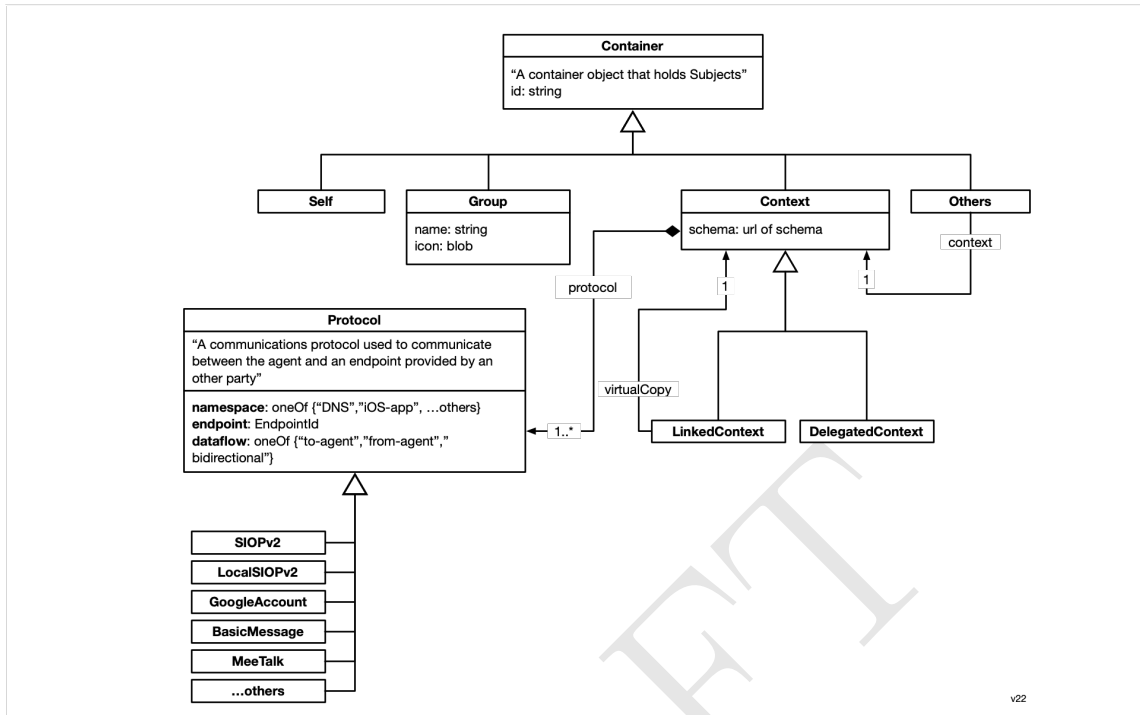 Container
“A container object that holds Subjects”
id: string
Self
Group
name: string
icon: blob
Context
schema: url of schema
Others
context
1
1
protocol
Protocol
“A communications protocol used to communicate
between the agent and an endpoint provided by an
other party”
namespace: oneOf {“DNS”,”iOS-app”, …others}
endpoint: EndpointId
dataflow: oneOf {“to-agent”,”from-agent”,”
bidirectional”}
virtualCopy
1..*
LinkedContext
DelegatedContext
SIOPv2
LocalSIOPv2
GoogleAccount
BasicMessage
MeeTalk
…others
FT
v22